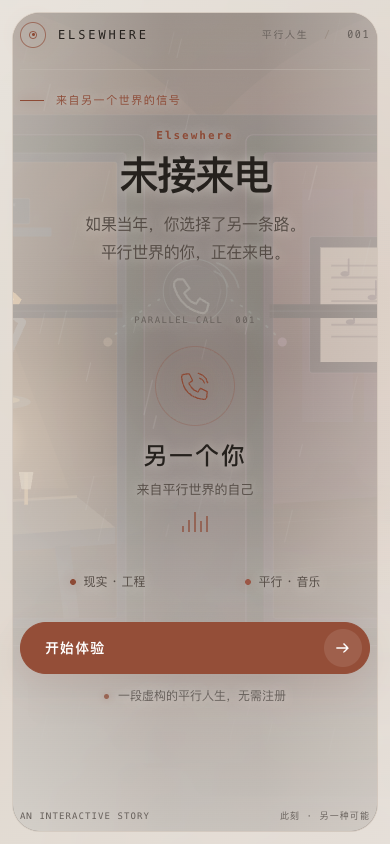 ELSEWHERE
平行人生 / 001
来自另一个世界的信号
Elsewhere
未接来电
如果当年，你选择了另一条路。
平行世界的你，正在来电。
PARALLEL CALL 001
另一个你
来自平行世界的自己
现实 · 工程
平行 · 音乐
开始体验
一段虚构的平行人生，无需注册
AN INTERACTIVE STORY
此刻 · 另一种可能